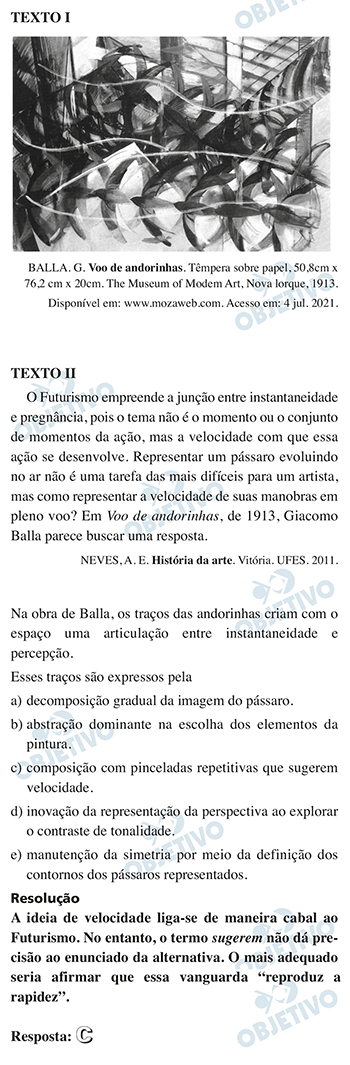 TEXTO I
BALLA. G. Voo de andorinhas. Têmpera sobre papel, 50,8cm x
76.2 cm x 20cm. The Museum of Modem Art, Nova lorque, 1913.
Disponível em: www.mozaweb.com. Acesso em: 4 jul. 2021.
TEXTO II
O Futurismo empreende a junção entre instantaneidade
e pregnância, pois o tema não é o momento ou o conjunto
de momentos da ação, mas a velocidade com que essa
ação se desenvolve. Representar um pássaro evoluindo
no ar não é uma tarefa das mais difíceis para um artista,
mas como representar a velocidade de suas manobras em
pleno voo? Em Voo de andorinhas, de 1913, Giacomo
Balla parece buscar uma resposta.
NEVES, A. E. História da arte. Vitória. UFES. 2011.
Na obra de Balla, os traços das andorinhas criam com o
espaço uma articulação entre instantaneidade e
percepção.
Esses traços são expressos pela
a) decomposição gradual da imagem do pássaro.
b) abstração dominante na escolha dos elementos da
pintura.
c) composição com pinceladas repetitivas que sugerem
velocidade.
d) inovação da representação da perspectiva ao explorar
o contraste de tonalidade.
e) manutenção da simetria por meio da definição dos
contornos dos pássaros representados.
Resolução
A ideia de velocidade liga-se de maneira cabal ao
Futurismo. No entanto, o termo sugerem não dá pre-
cisão ao enunciado da alternativa. O mais adequado
seria afirmar que essa vanguarda “reproduz a
rapidez”.
Resposta: C
OBJETIVO
OBJETIVO
OBJETIVO
OBJETIVO
OBJETIVO
OBJETIVO
OBJETIVO
OBJETIVO
OBJETIVO